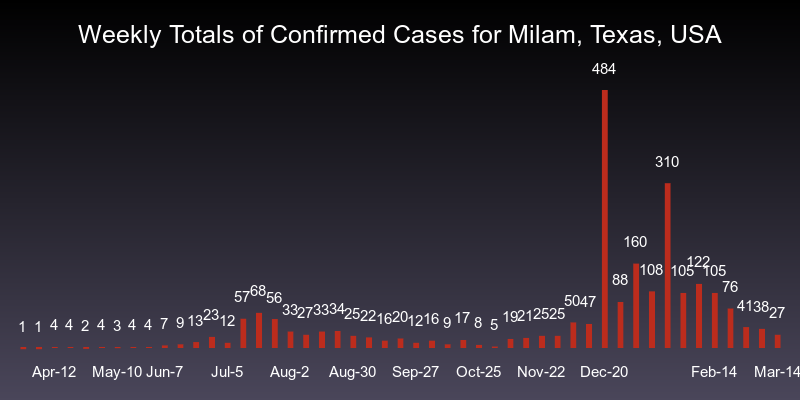 Weekly Totals of Confirmed Cases for Milam, Texas, USA
1 1 4 4 2 4 3 4 4 7 9 13 23 12 57 68 56 33 27 33 34 25 22 16 20 12 16 9 17 8 5 19 21 25 25 50 47 484 88 160 108 310 105 122 105 76 41 38 27
Apr-12 May-10 Jun-7 Jul-5 Aug-2 Aug-30 Sep-27 Oct-25 Nov-22 Dec-20 Feb-14 Mar-14